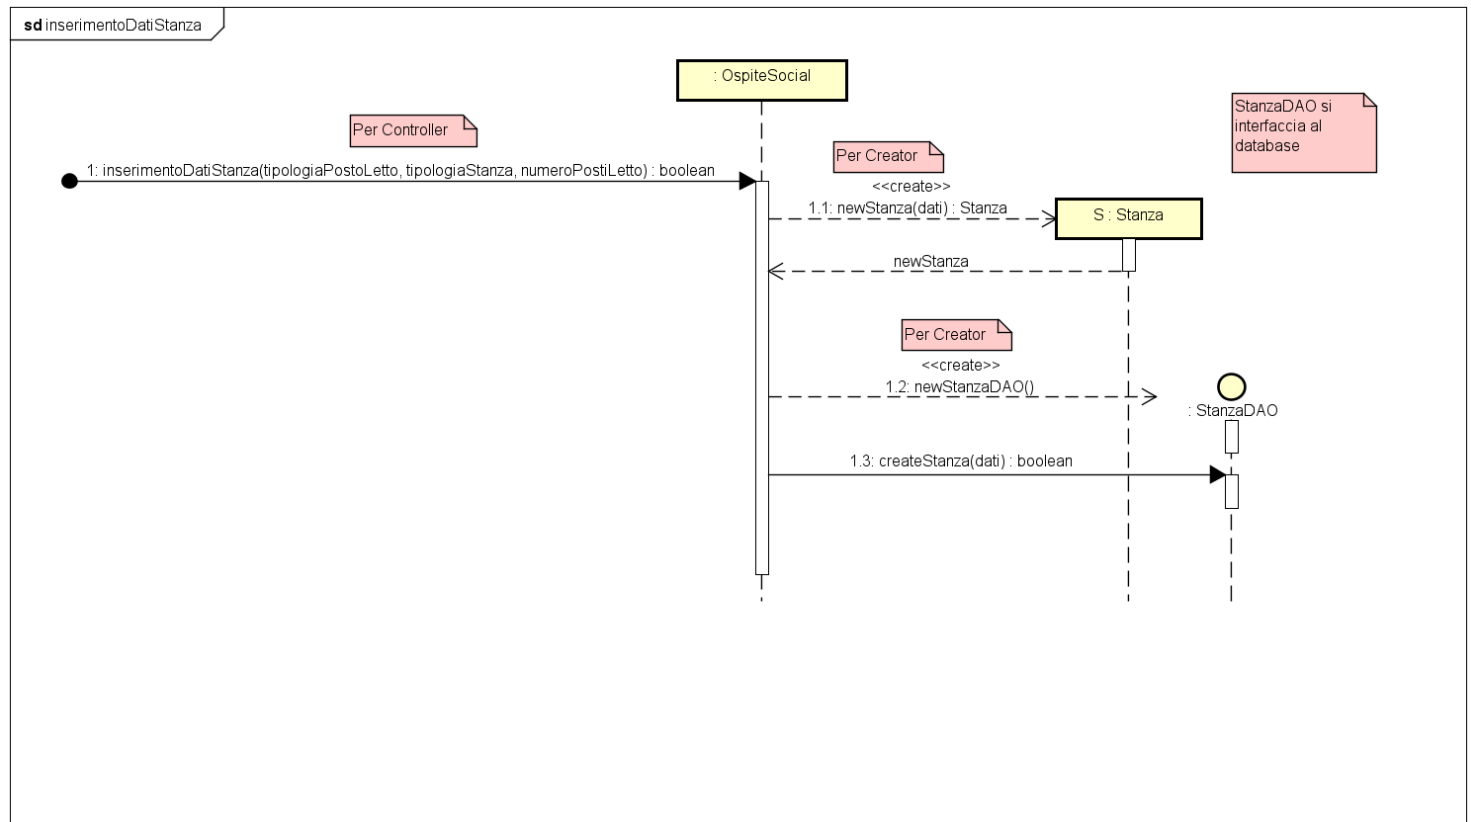 sd inserimentoDatiStanza
: OspiteSocial
StanzaDAO si
interfaccia al
database
Per Controller
Per Creator
1: inserimentoDatiStanza(tipologiaPostoLetto, tipologiaStanza, numeroPostiLetto) : boolean
<<create>>
1.1: newStanza(dati) : Stanza
S : Stanza
newStanza
Per Creator
<<create>>
1.2: newStanzaDAO()
: StanzaDAO
1.3: createStanza(dati) : boolean